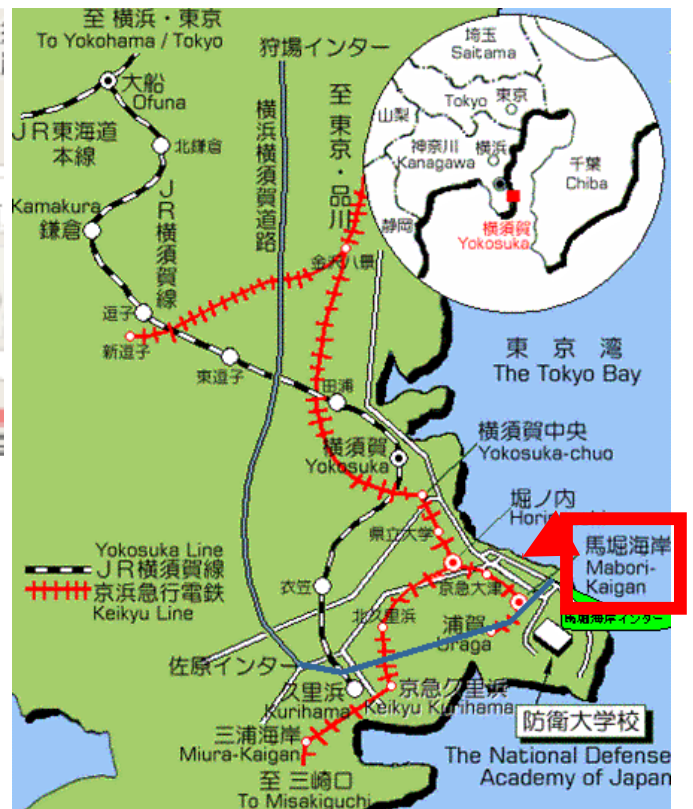 至 横浜・東京
To Yokohama / Tokyo
狩場インター
埼玉
Saitama
大船
Ofuna
至 東京・品川
Tokyo 東京
山梨
JR東海道
本線
北鎌倉
横浜横須賀道路
神奈川
Kanagawa
横浜
千葉
Chiba
JR横須賀線
Kamakura
鎌倉
静岡
横須賀
Yokosuka
金沢八景
逗子
新逗子
東逗子
東 京 湾
The Tokyo Bay
田浦
横須賀
Yokosuka
横須賀中央
Yokosuka-chuo
堀ノ内
県立大学
馬堀海岸
Mabori-
Kaigan
Yokosuka Line
JR横須賀線
京浜急行電鉄
Keikyu Line
衣笠
京急大津
馬堀海岸インター
北久里浜
浦賀
Uraga
佐原インター
久里浜
Kurihama
京急久里浜
Keikyu Kurihama
防衛大学校
三浦海岸
Miura-Kaigan
The National Defense
Academy of Japan
至 三崎口
To Misakiguchi